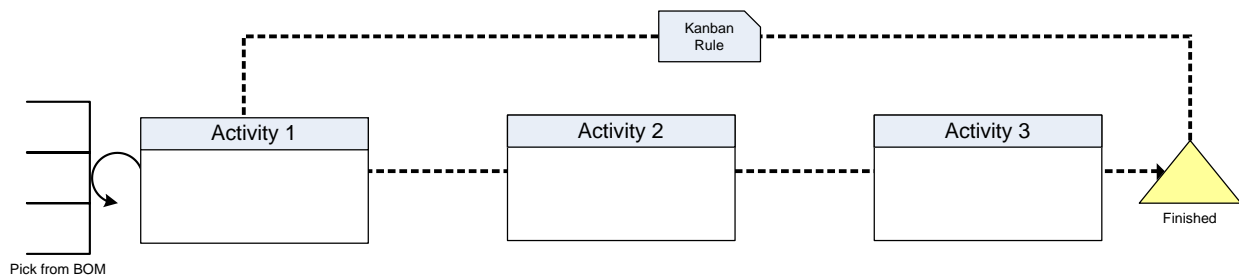 Kanban
Rule
Activity 1
Activity 2
Activity 3
Finished
Pick from BOM